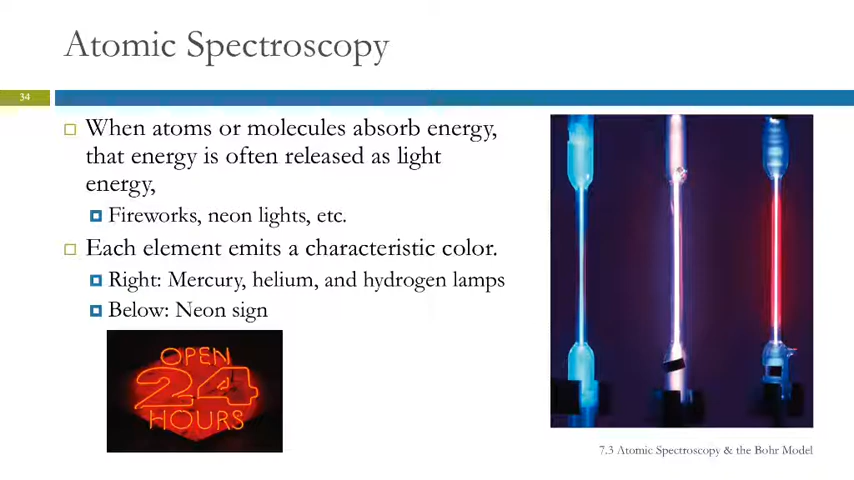 Atomic Spectroscopy
34
When atoms or molecules absorb energy,
that energy is often released as light
energy,
Fireworks, neon lights, etc.
Each element emits a characteristic color.
Right: Mercury, helium, and hydrogen lamps
Below: Neon sign
OPEN
24
HOURS
7.3 Atomic Spectroscopy & the Bohr Model